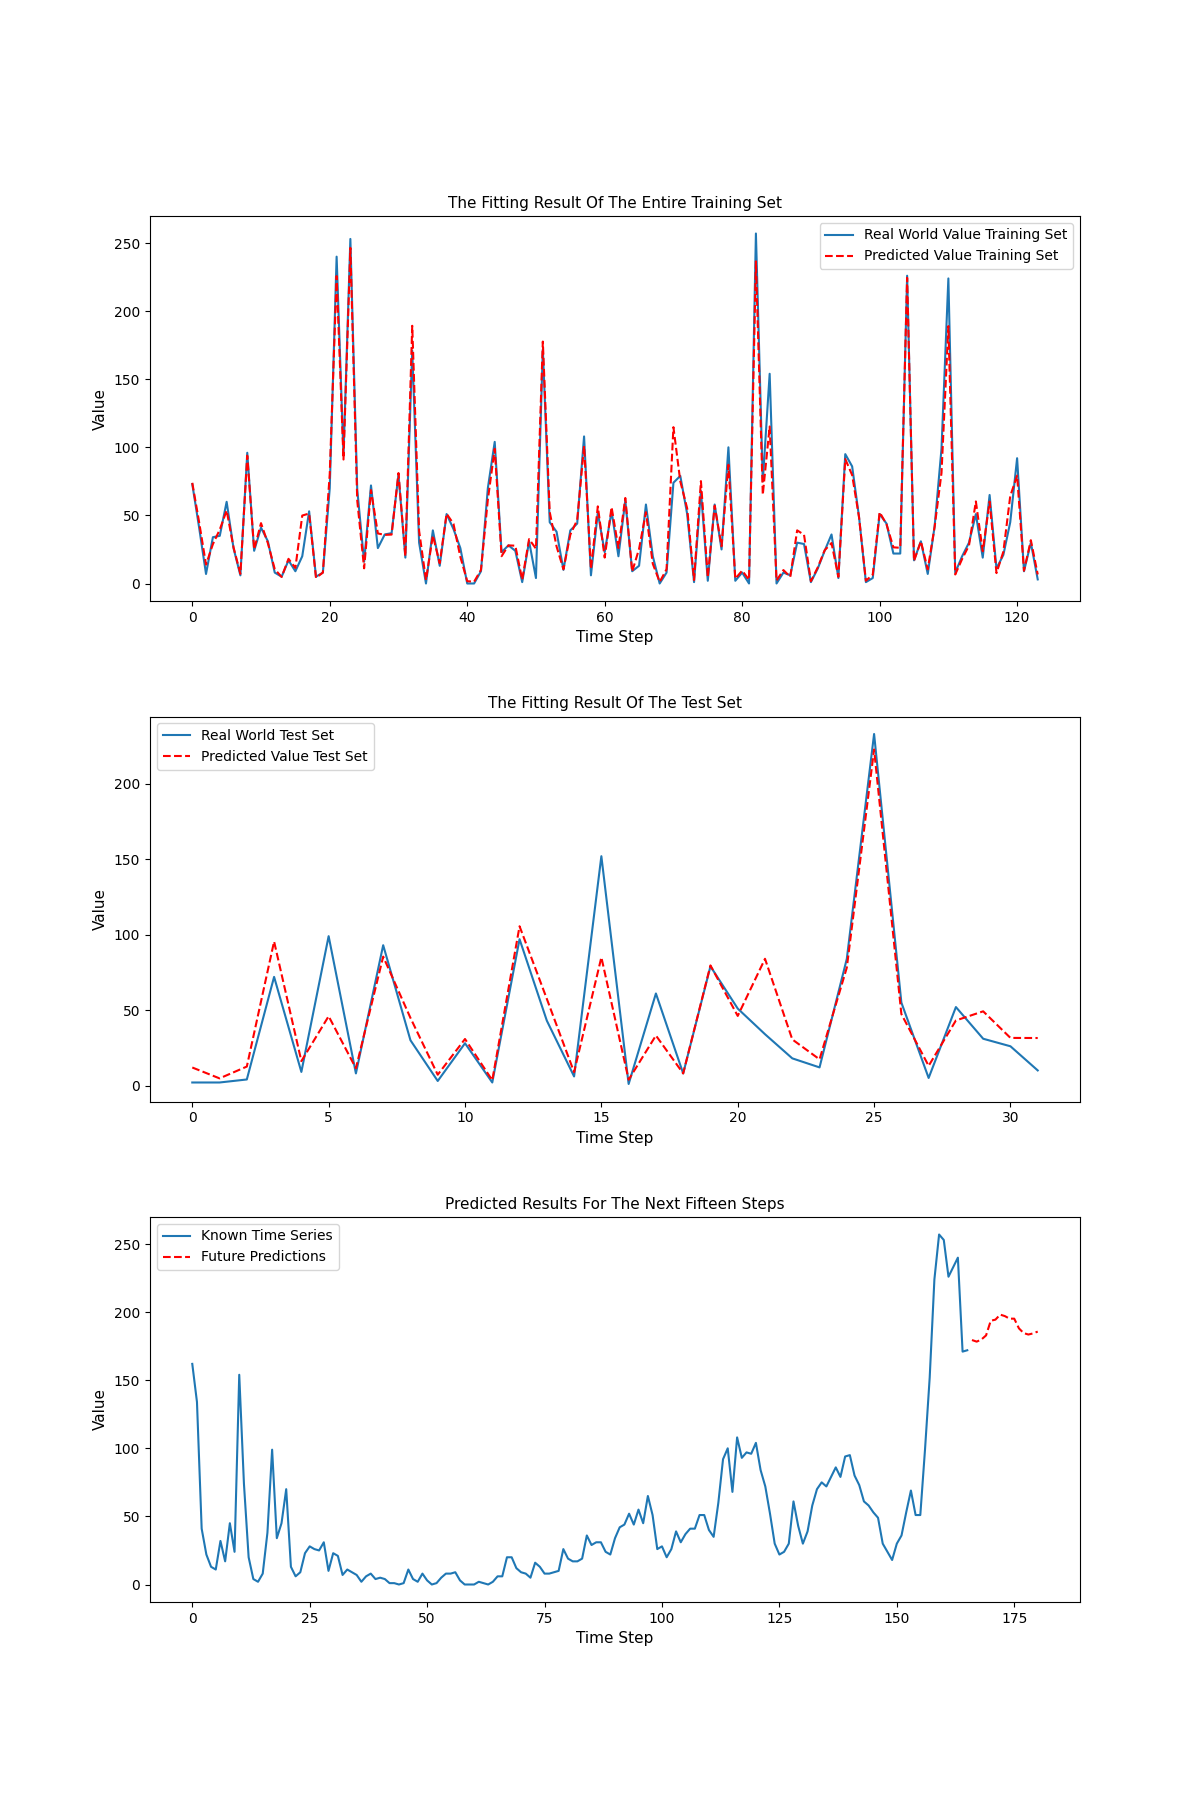 The Fitting Result Of The Entire Training Set
Real World Value Training Set
Predicted Value Training Set
250
200
150
100
50
0
Value
0 20 40 60 80 100 120
Time Step
The Fitting Result Of The Test Set
Real World Test Set
Predicted Value Test Set
200
150
100
50
0
Value
0 5 10 15 20 25 30
Time Step
Predicted Results For The Next Fifteen Steps
Known Time Series
Future Predictions
250
200
150
100
50
0
Value
0 25 50 75 100 125 150 175
Time Step